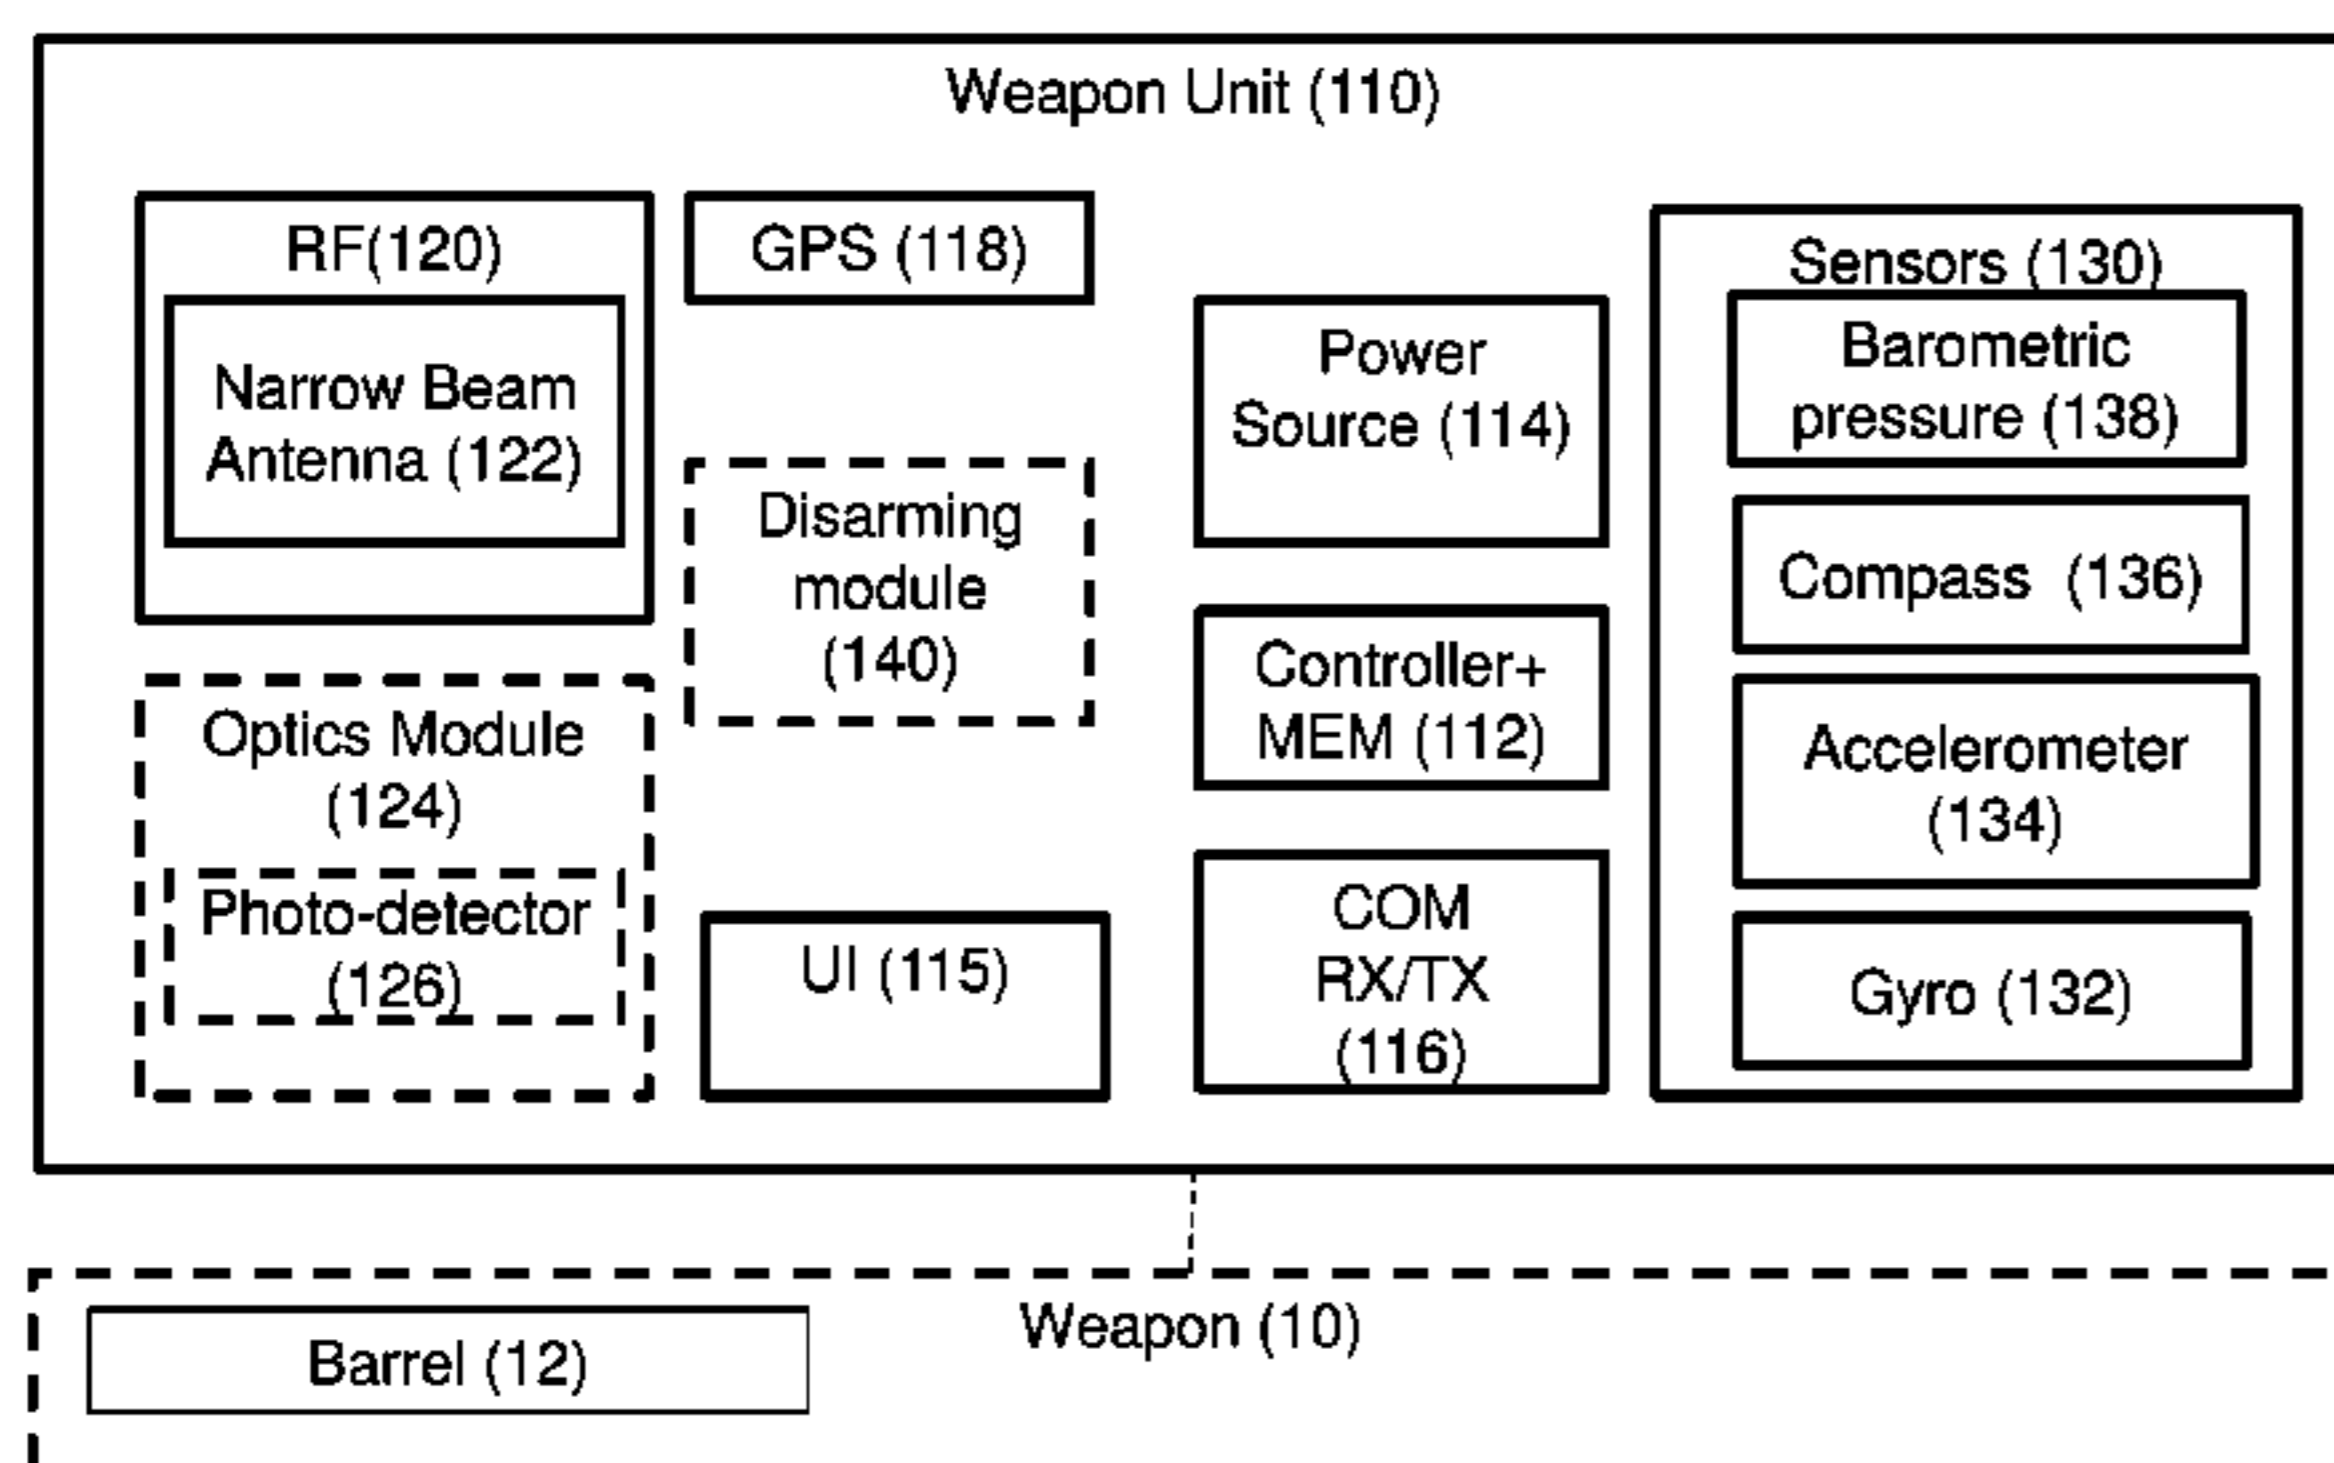 Weapon Unit (110)
RF(120)
Narrow Beam
Antenna (122)
GPS (118)
Disarming
module
(140)
Optics Module
(124)
Photo-detector
(126)
UI (115)
Power
Source (114)
Controller+
MEM (112)
COM
RX/TX
(116)
Sensors (130)
Barometric
pressure (138)
Compass (136)
Accelerometer
(134)
Gyro (132)
Weapon (10)
Barrel (12)